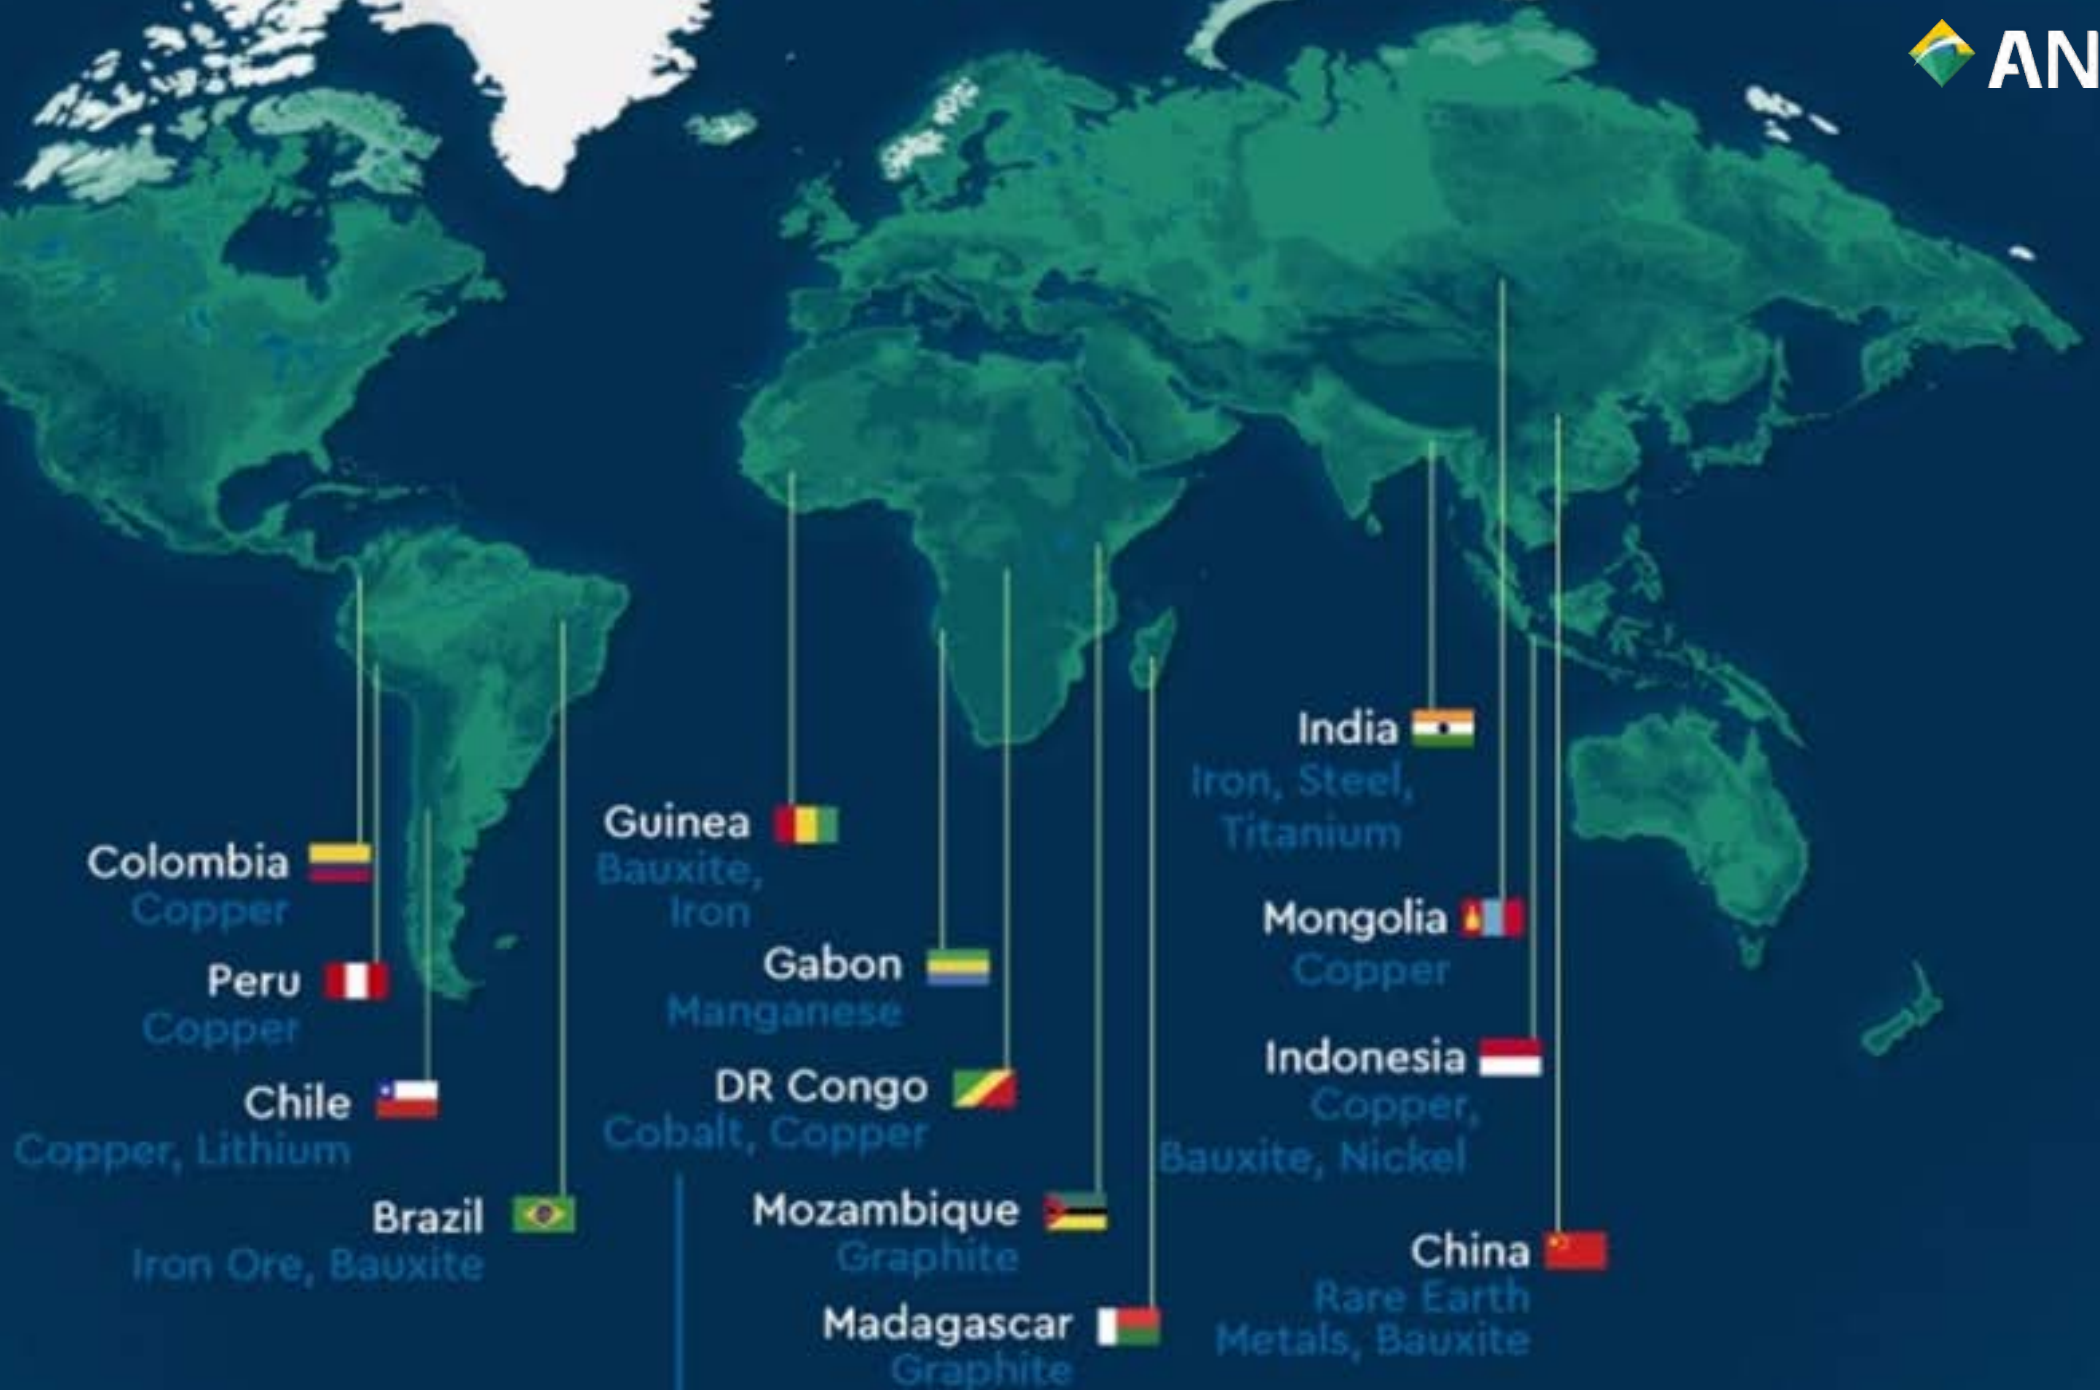 AN
Colombia
Copper
Peru
Copper
Chile
Copper, Lithium
Brazil
Iron Ore, Bauxite
Guinea
Bauxite,
Iron
Gabon
Manganese
DR Congo
Cobalt, Copper
Mozambique
Graphite
Madagascar
Graphite
India
Iron, Steel,
Titanium
Mongolia
Copper
Indonesia
Copper,
Bauxite, Nickel
China
Rare Earth
Metals, Bauxite